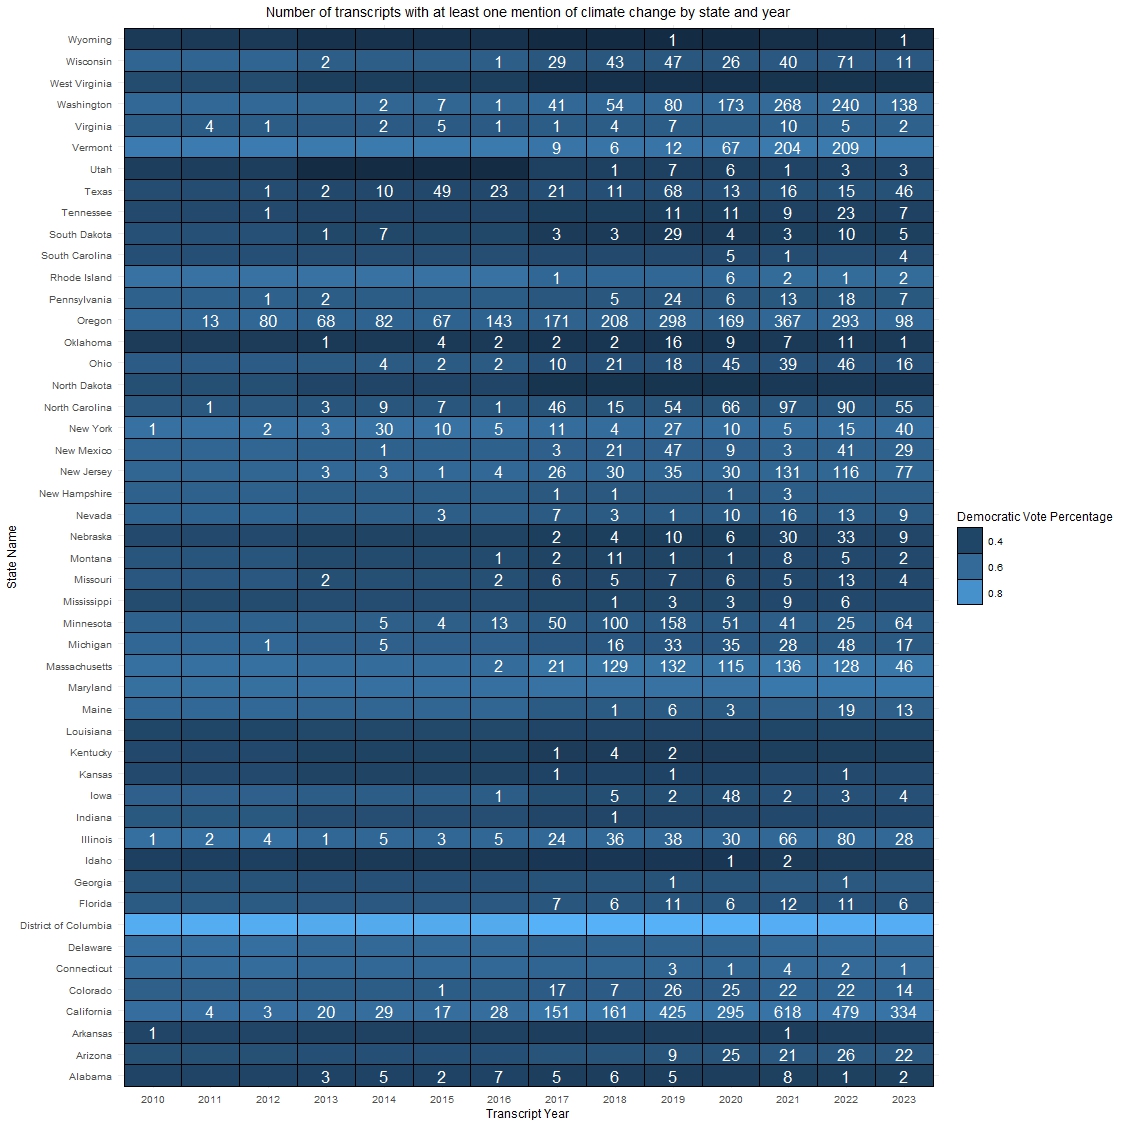 Number of transcripts with at least one mention of climate change by state and year
Wyoming 1 1
Wisconsin 2 1 29 43 47 26 40 71 11
West Virginia
Washington 2 7 1 41 54 80 173 268 240 138
Virginia 4 1 2 5 1 1 4 7 10 5 2
Vermont 9 6 12 67 204 209
Utah 1 7 6 1 3 3
Texas 1 2 10 49 23 21 11 68 13 16 15 46
Tennessee 1 11 11 9 23 7
South Dakota 1 7 3 3 29 4 3 10 5
South Carolina 5 1 4
Rhode Island 1 6 2 1 2
Pennsylvania 1 2 5 24 6 13 18 7
Oregon 13 80 68 82 67 143 171 208 298 169 367 293 98
Oklahoma 1 4 2 2 2 16 9 7 11 1
Ohio 4 2 2 10 21 18 45 39 46 16
North Dakota
North Carolina 1 3 9 7 1 46 15 54 66 97 90 55
New York 1 2 3 30 10 5 11 4 27 10 5 15 40
New Mexico 1 3 21 47 9 3 41 29
New Jersey 3 3 1 4 26 30 35 30 131 116 77
New Hampshire 1 1 1 3
Nevada 3 7 3 1 10 16 13 9
Nebraska 2 4 10 6 30 33 9
Montana 1 2 11 1 1 8 5 2
Missouri 2 2 6 5 7 6 5 13 4
Mississippi 1 3 3 9 6
Minnesota 5 4 13 50 100 158 51 41 25 64
Michigan 1 5 16 33 35 28 48 17
Massachusetts 2 21 129 132 115 136 128 46
Maryland
Maine 1 6 3 19 13
Louisiana
Kentucky 1 4 2
Kansas 1 1 1
Iowa 1 5 2 48 2 3 4
Indiana 1
Illinois 1 2 4 1 5 3 5 24 36 38 30 66 80 28
Idaho 1 2
Georgia 1 1
Florida 7 6 11 6 12 11 6
District of Columbia
Delaware
Connecticut 3 1 4 2 1
Colorado 1 17 7 26 25 22 22 14
California 4 3 20 29 17 28 151 161 425 295 618 479 334
Arkansas 1 1
Arizona 9 25 21 26 22
Alabama 3 5 2 7 5 6 5 8 1 2
2010 2011 2012 2013 2014 2015 2016 2017 2018 2019 2020 2021 2022 2023
Transcript Year
State Name
Democratic Vote Percentage
0.4
0.6
0.8